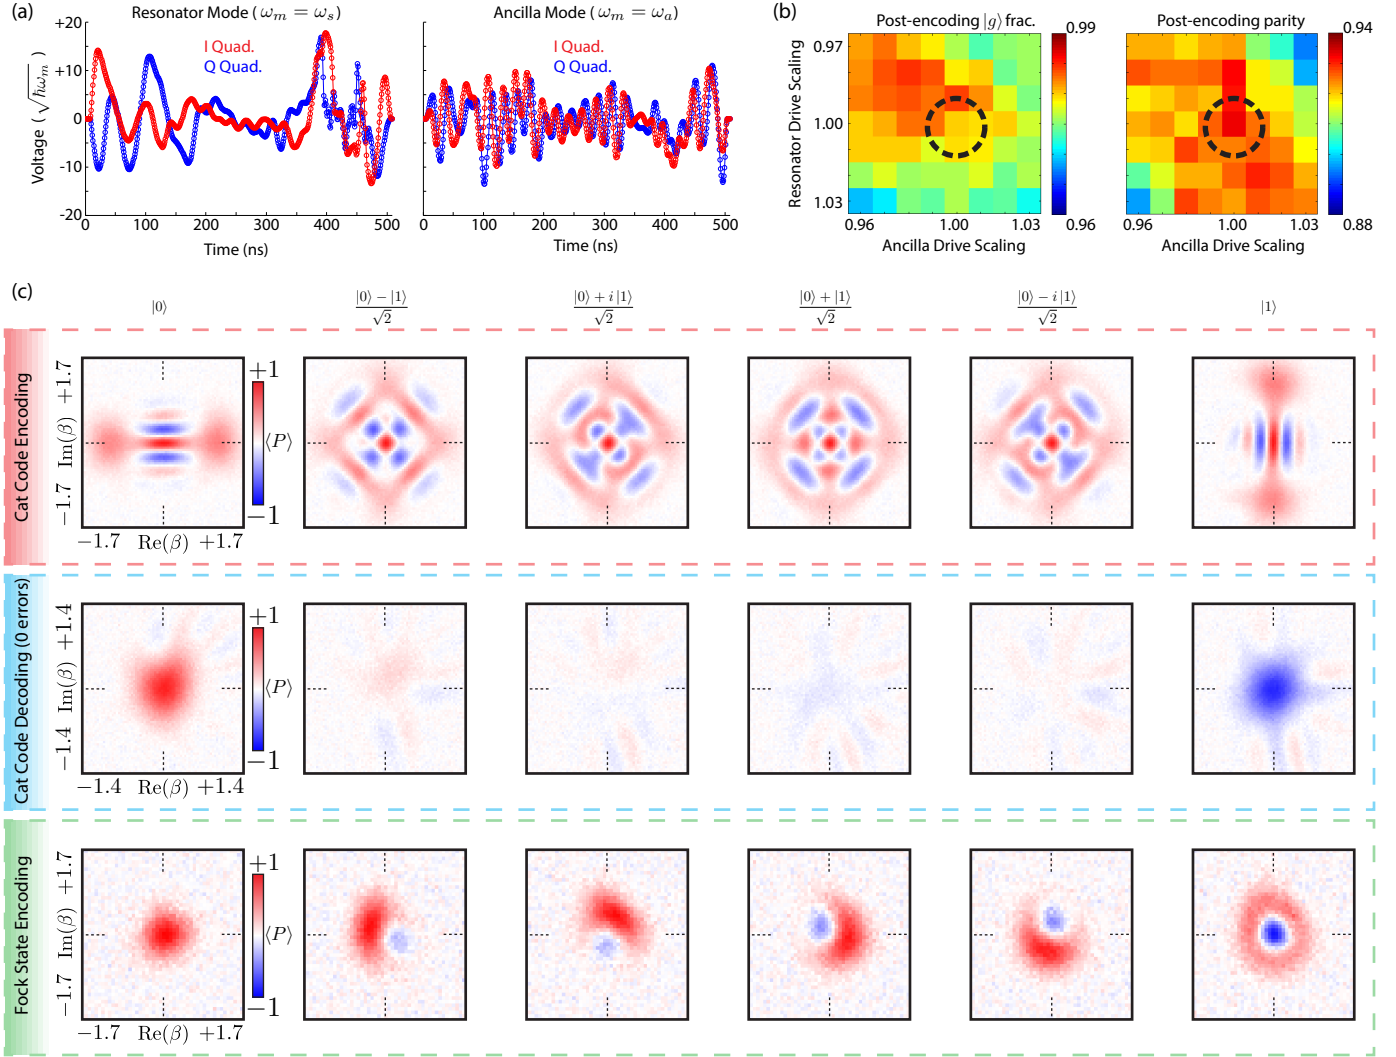 (a)
Resonator Mode ( ω_m = ω_s )
Ancilla Mode ( ω_m = ω_a )
I Quad.
Q Quad.
I Quad.
Q Quad.
Voltage ( √ħω_m )
+20
+10
0
-10
-20
0
100
200
300
400
500
Time (ns)
0
100
200
300
400
500
Time (ns)
(b)
Post-encoding |g⟩ frac.
Post-encoding parity
Resonator Drive Scaling
0.97
1.00
1.03
0.96
1.00
1.03
Ancilla Drive Scaling
0.99
0.96
0.96
1.00
1.03
Ancilla Drive Scaling
0.94
0.88
(c)
|0⟩
|0⟩ − |1⟩ / √2
|0⟩ + i |1⟩ / √2
|0⟩ + |1⟩ / √2
|0⟩ − i |1⟩ / √2
|1⟩
Cat Code Encoding
−1.7 Im(β) +1.7
−1.7 Re(β) +1.7
+1
⟨P⟩
−1
Cat Code Decoding (0 errors)
−1.4 Im(β) +1.4
−1.4 Re(β) +1.4
+1
⟨P⟩
−1
Fock State Encoding
−1.7 Im(β) +1.7
−1.7 Re(β) +1.7
+1
⟨P⟩
−1